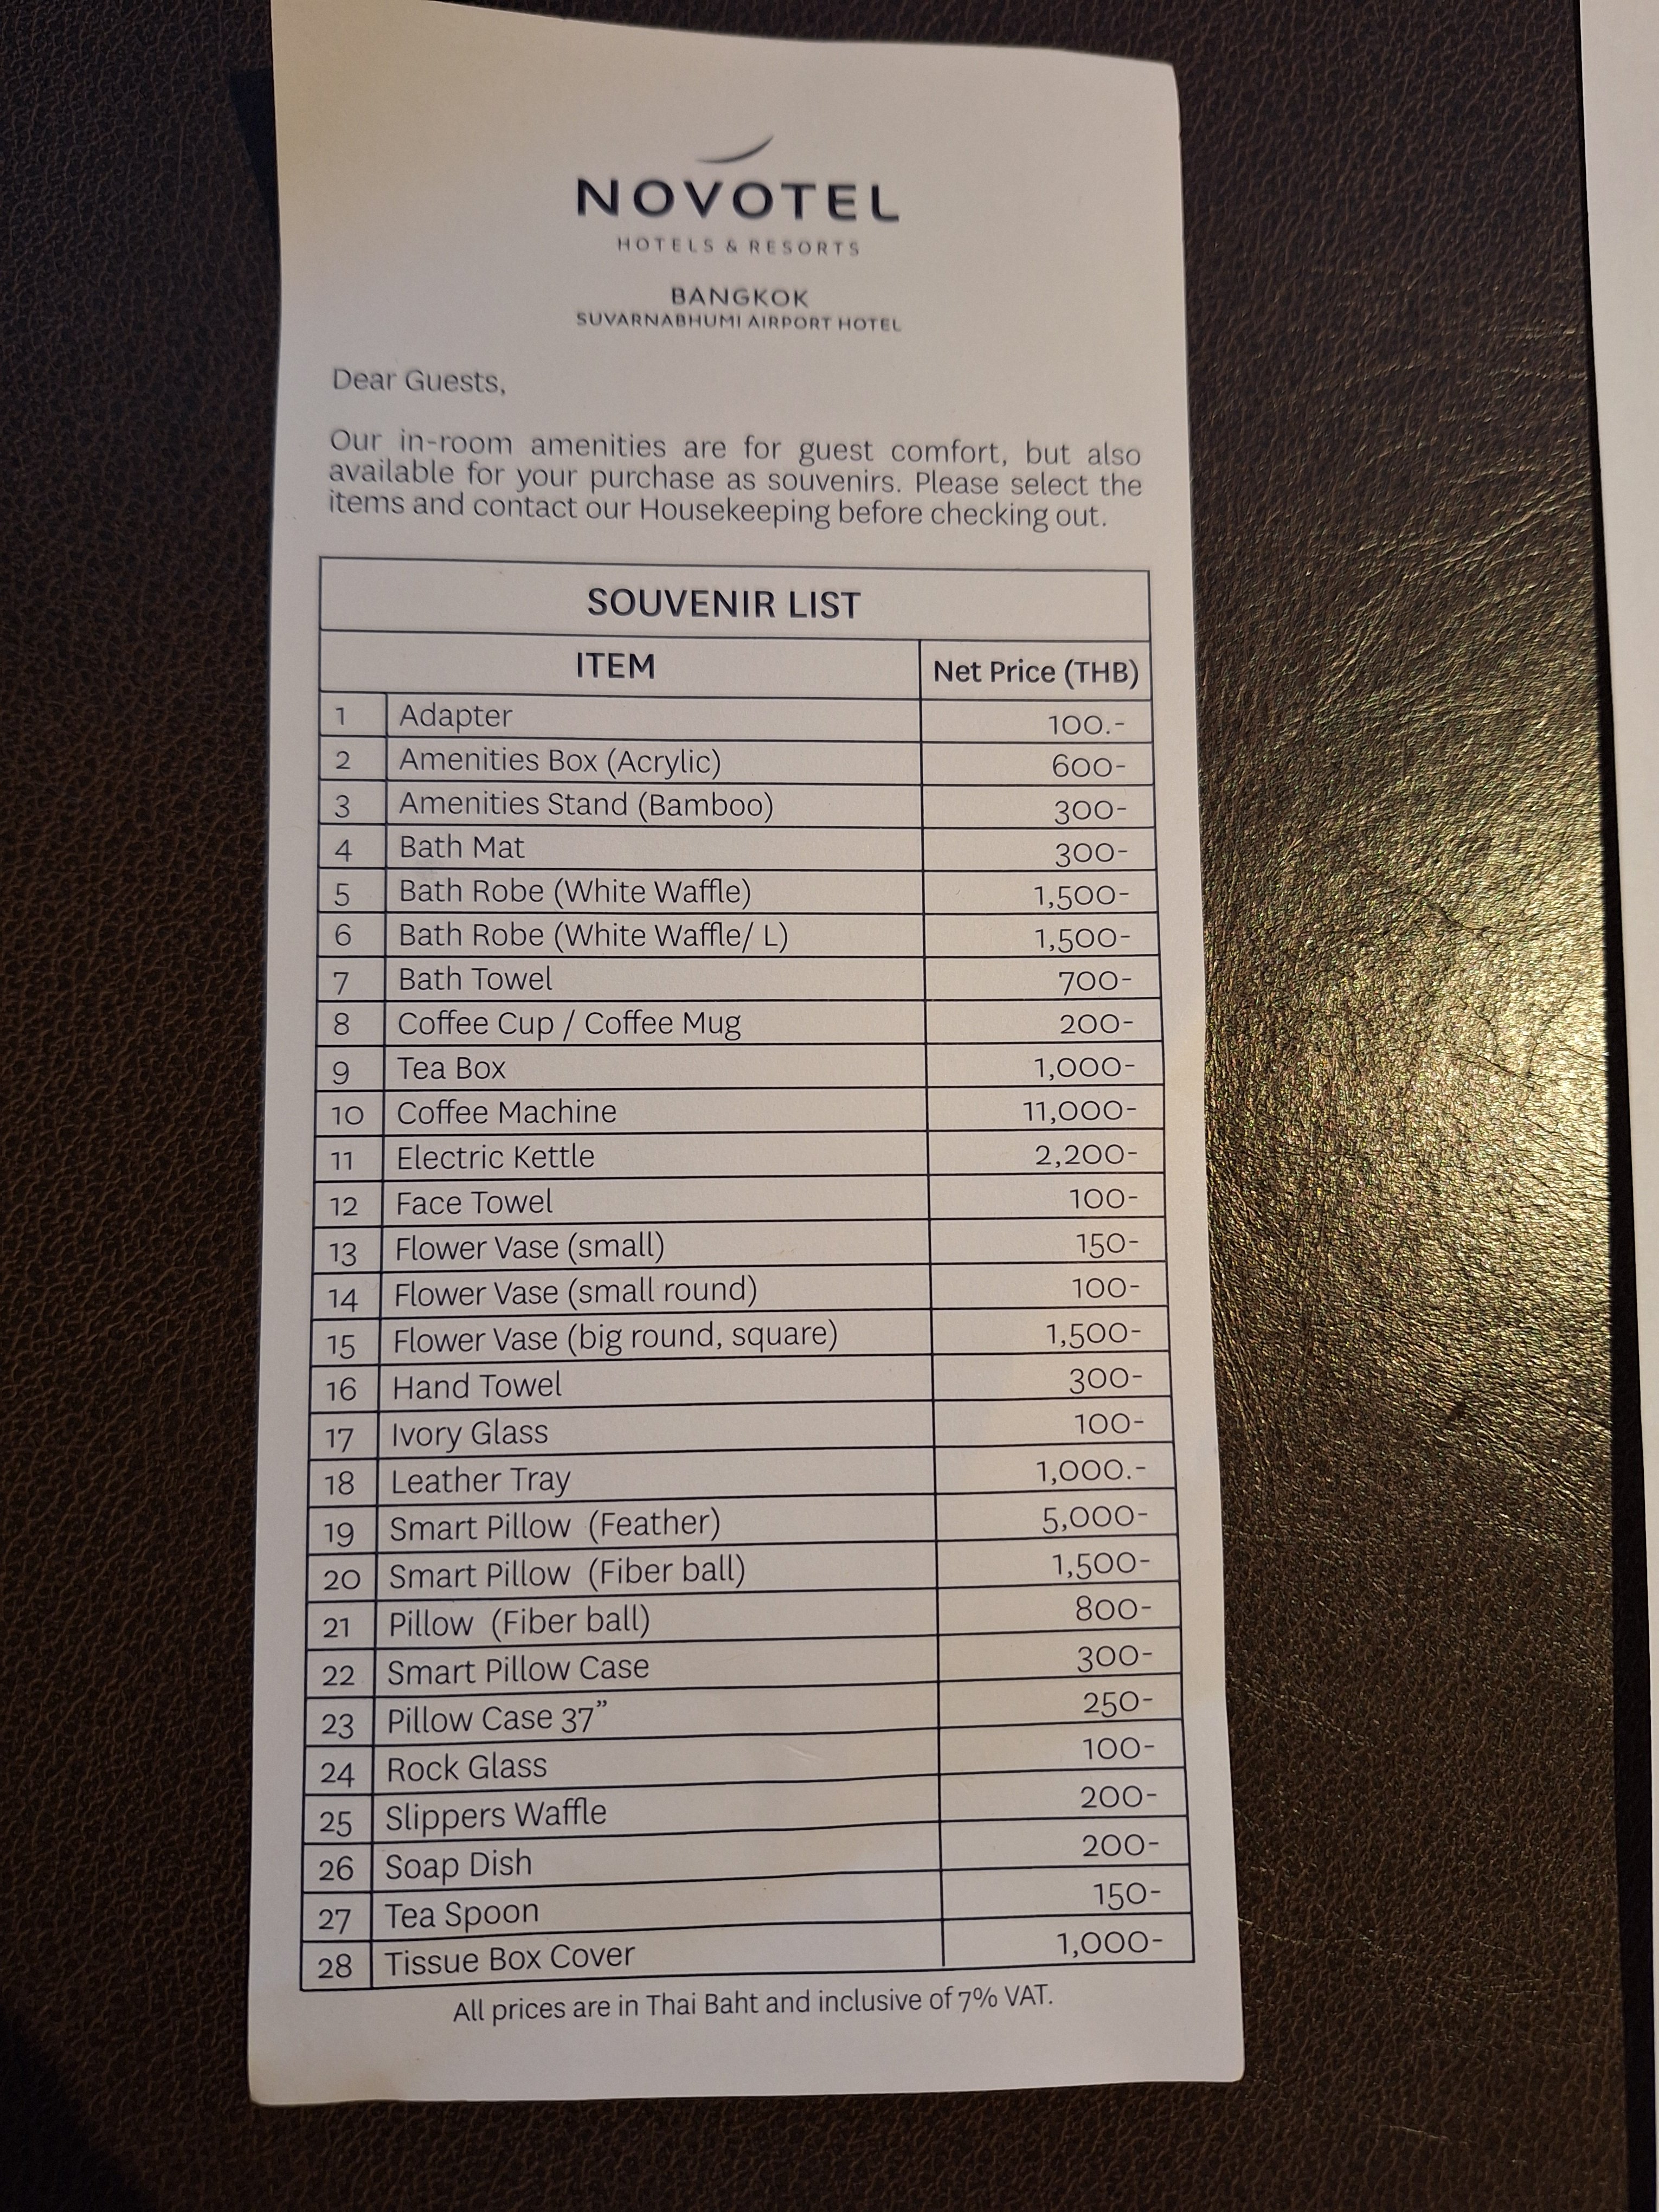 NOVOTEL
HOTELS & RESORTS
BANGKOK
SUVARNABHUMI AIRPORT HOTEL
Dear Guests,
Our in-room amenities are for guest comfort, but also
available for your purchase as souvenirs. Please select the
items and contact our Housekeeping before checking out.
SOUVENIR LIST
ITEM Net Price (THB)
1 Adapter 100.-
2 Amenities Box (Acrylic) 600-
3 Amenities Stand (Bamboo) 300-
4 Bath Mat 300-
5 Bath Robe (White Waffle) 1,500-
6 Bath Robe (White Waffle/ L) 1,500-
7 Bath Towel 700-
8 Coffee Cup / Coffee Mug 200-
9 Tea Box 1,000-
10 Coffee Machine 11,000-
11 Electric Kettle 2,200-
12 Face Towel 100-
13 Flower Vase (small) 150-
14 Flower Vase (small round) 100-
15 Flower Vase (big round, square) 1,500-
16 Hand Towel 300-
17 Ivory Glass 100-
18 Leather Tray 1,000.-
19 Smart Pillow (Feather) 5,000-
20 Smart Pillow (Fiber ball) 1,500-
21 Pillow (Fiber ball) 800-
22 Smart Pillow Case 300-
23 Pillow Case 37” 250-
24 Rock Glass 100-
25 Slippers Waffle 200-
26 Soap Dish 200-
27 Tea Spoon 150-
28 Tissue Box Cover 1,000-
All prices are in Thai Baht and inclusive of 7% VAT.